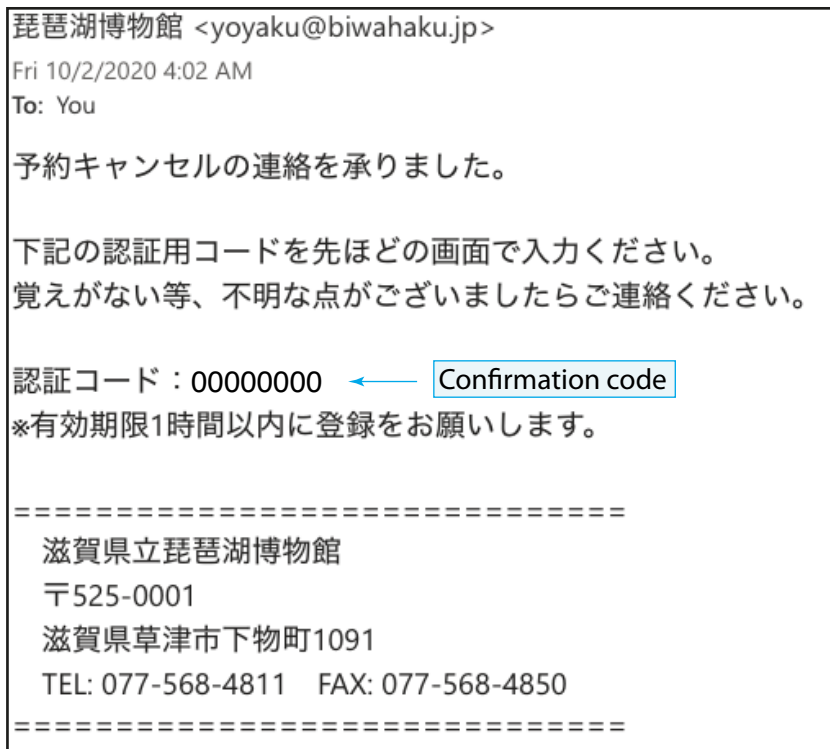 琵琶湖博物館 <yoyaku@biwahaku.jp>
Fri 10/2/2020 4:02 AM
To: You
予約キャンセルの連絡を承りました。
下記の認証用コードを先ほどの画面で入力ください。
覚えがない等、不明な点がございましたらご連絡ください。
認証コード：00000000 Confirmation code
※有効期限1時間以内に登録をお願いします。
==============================
滋賀県立琵琶湖博物館
〒525-0001
滋賀県草津市下物町1091
TEL: 077-568-4811 FAX: 077-568-4850
==============================